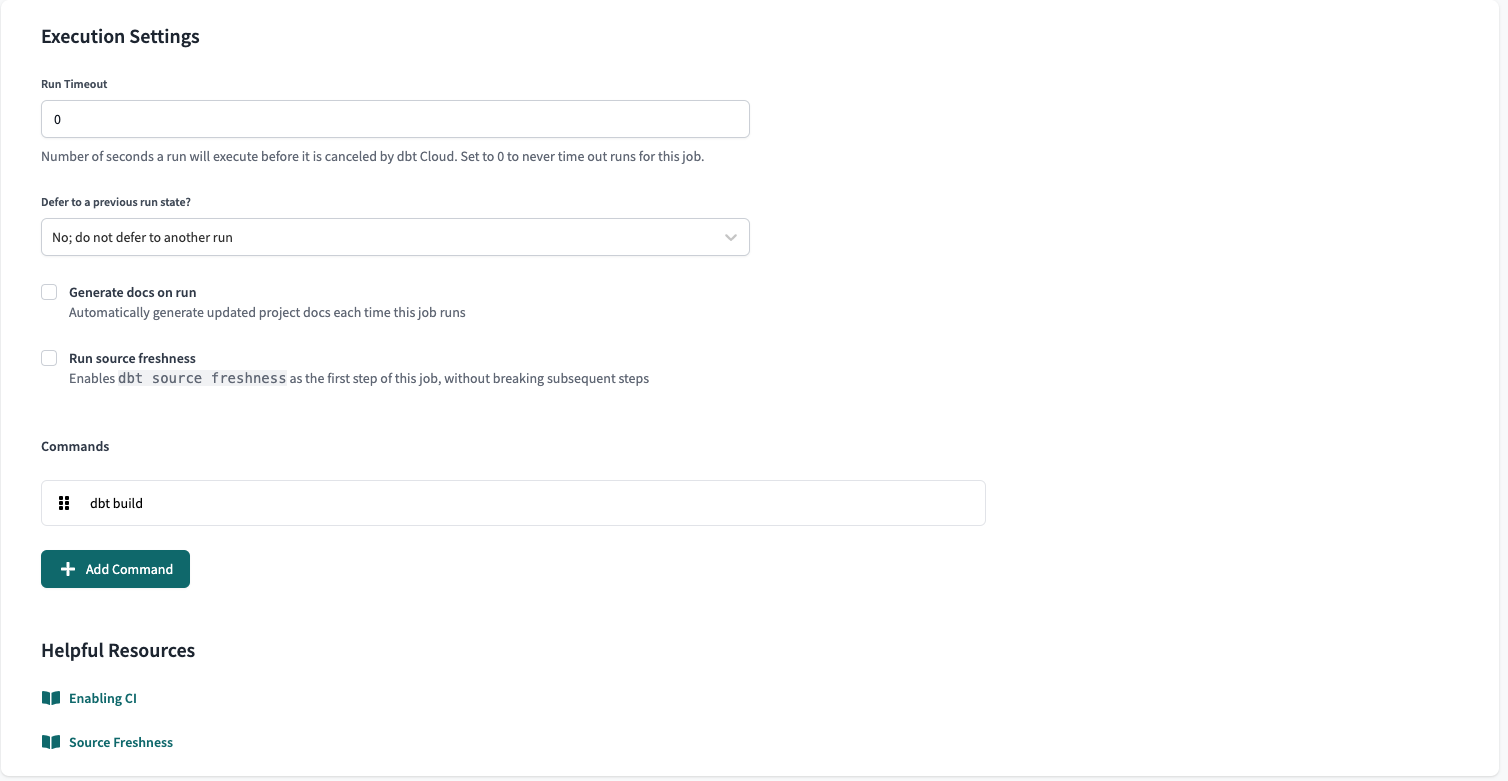 Execution Settings
Run Timeout
0
Number of seconds a run will execute before it is canceled by dbt Cloud. Set to 0 to never time out runs for this job.
Defer to a previous run state?
No; do not defer to another run
Generate docs on run
Automatically generate updated project docs each time this job runs
Run source freshness
Enables dbt source freshness as the first step of this job, without breaking subsequent steps
Commands
dbt build
Add Command
Helpful Resources
Enabling CI
Source Freshness